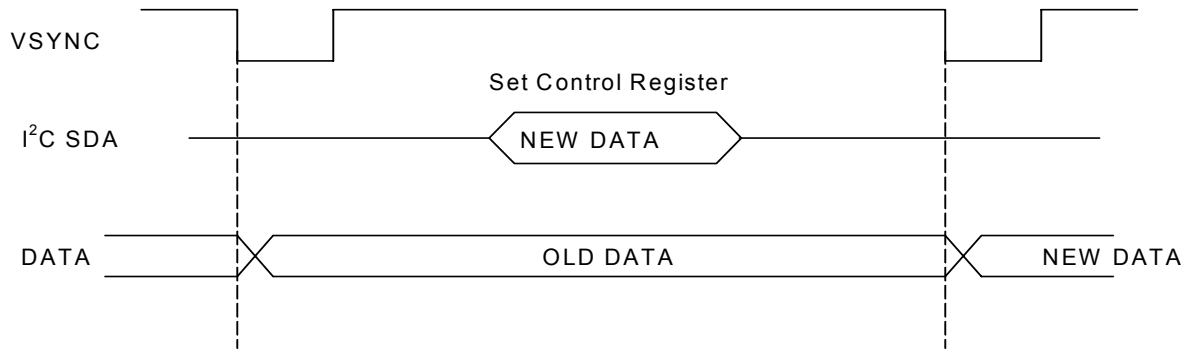 VSYNC
Set Control Register
I²C SDA
NEW DATA
DATA
OLD DATA
NEW DATA